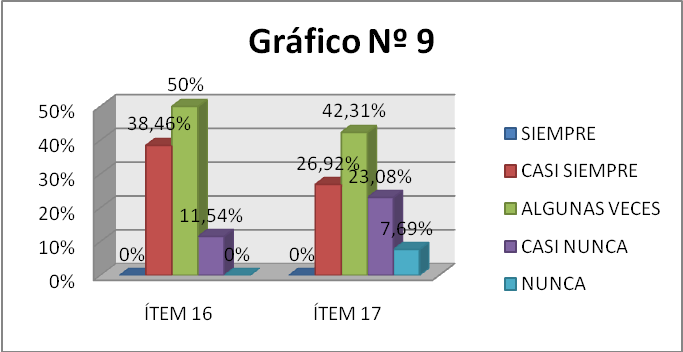 Gráfico Nº 9
50%
40%
30%
20%
10%
0%
0%
38,46%
50%
11,54%
0%
0%
26,92%
42,31%
23,08%
7,69%
ÍTEM 16
ÍTEM 17
SIEMPRE
CASI SIEMPRE
ALGUNAS VECES
CASI NUNCA
NUNCA